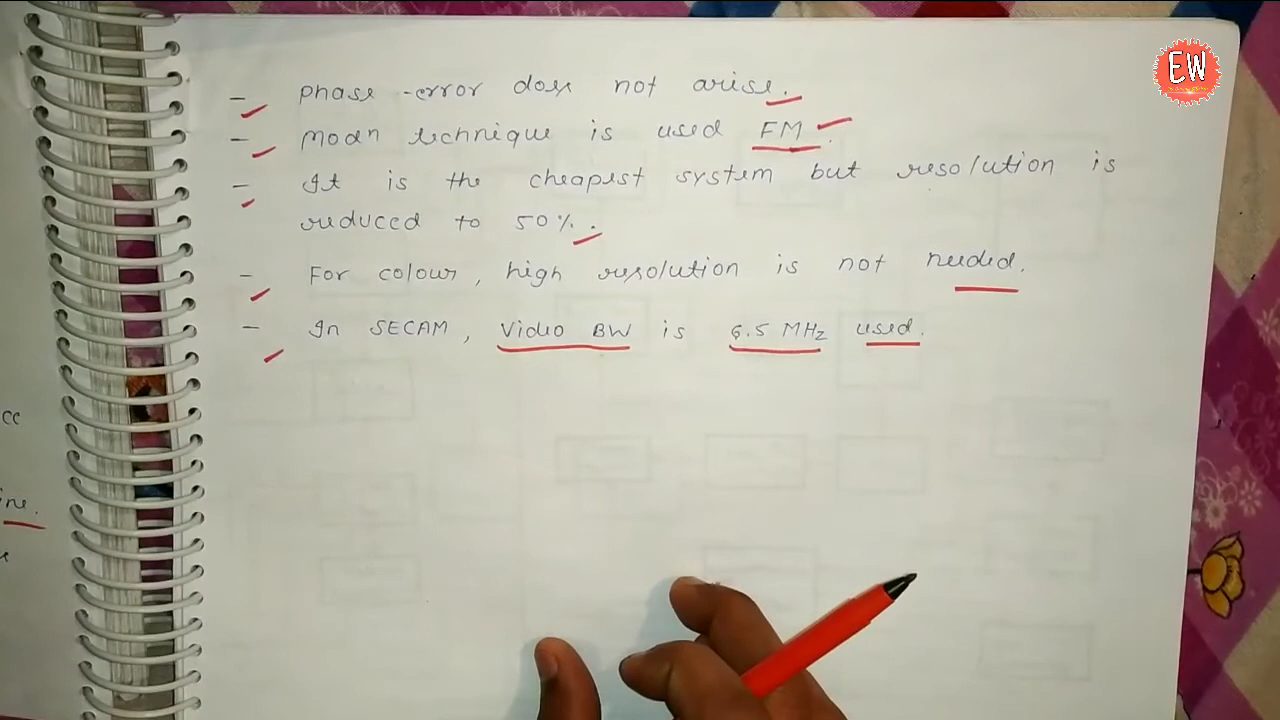 EW
- Phase-error does not arise.
- Modn technique is used FM.
- It is the cheapest system but resolution is
reduced to 50%.
- For colour, high resolution is not needed.
- In SECAM, Video BW is 6.5 MHz used.
cc
ine.